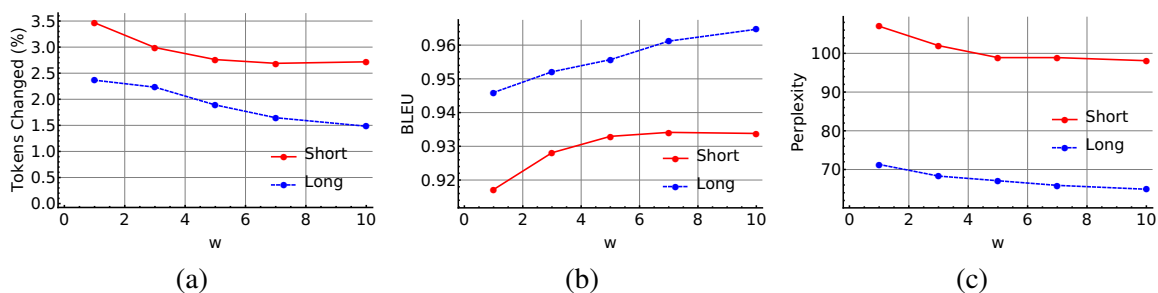 Tokens Changed (%)
3.5
3.0
2.5
2.0
1.5
1.0
0.5
0.0
0 2 4 6 8 10
w
Short
Long
(a)
BLEU
0.96
0.95
0.94
0.93
0.92
0 2 4 6 8 10
w
Short
Long
(b)
Perplexity
100
90
80
70
0 2 4 6 8 10
w
Short
Long
(c)